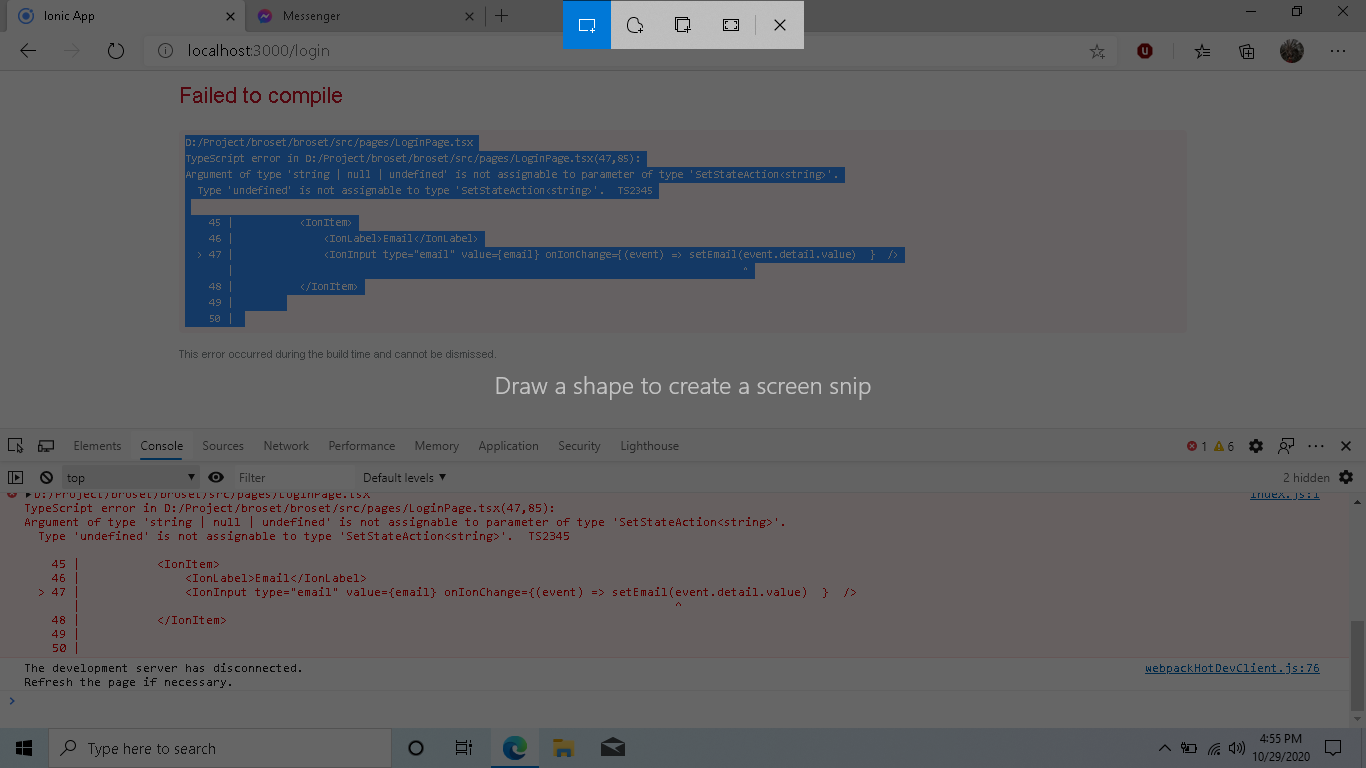 Ionic App
Messenger
localhost:3000/login
Failed to compile
D:/Project/broset/broset/src/pages/LoginPage.tsx
TypeScript error in D:/Project/broset/broset/src/pages/LoginPage.tsx(47,85):
Argument of type 'string | null | undefined' is not assignable to parameter of type 'SetStateAction<string>'.
Type 'undefined' is not assignable to type 'SetStateAction<string>'.  TS2345
45 |           <IonItem>
46 |               <IonLabel>Email</IonLabel>
> 47 |               <IonInput type="email" value={email} onIonChange={(event) => setEmail(event.detail.value)  }  />
|                                                                                     ^
48 |           </IonItem>
49 |
50 |
This error occurred during the build time and cannot be dismissed.
Draw a shape to create a screen snip
Elements Console Sources Network Performance Memory Application Security Lighthouse 1 6
top Filter Default levels 2 hidden
D:/Project/broset/broset/src/pages/LoginPage.tsx index.js:1
TypeScript error in D:/Project/broset/broset/src/pages/LoginPage.tsx(47,85):
Argument of type 'string | null | undefined' is not assignable to parameter of type 'SetStateAction<string>'.
Type 'undefined' is not assignable to type 'SetStateAction<string>'.  TS2345
45 |           <IonItem>
46 |               <IonLabel>Email</IonLabel>
> 47 |               <IonInput type="email" value={email} onIonChange={(event) => setEmail(event.detail.value)  }  />
|                                                                                     ^
48 |           </IonItem>
49 |
50 |
The development server has disconnected. webpackHotDevClient.js:76
Refresh the page if necessary.
>
Type here to search
4:55 PM
10/29/2020